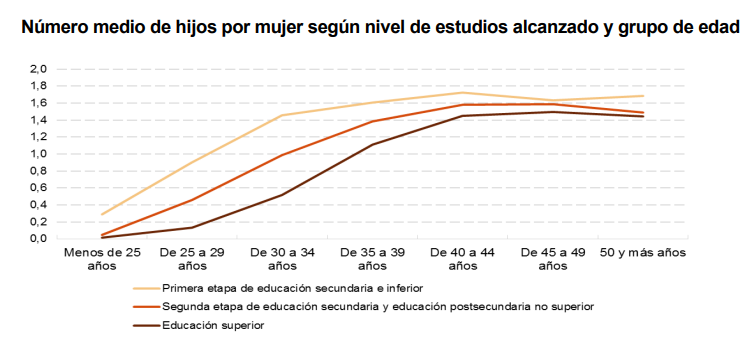 Número medio de hijos por mujer según nivel de estudios alcanzado y grupo de edad
2,0
1,8
1,6
1,4
1,2
1,0
0,8
0,6
0,4
0,2
0,0
Menos de 25 años
De 25 a 29 años
De 30 a 34 años
De 35 a 39 años
De 40 a 44 años
De 45 a 49 años
50 y más años
Primera etapa de educación secundaria e inferior
Segunda etapa de educación secundaria y educación postsecundaria no superior
Educación superior